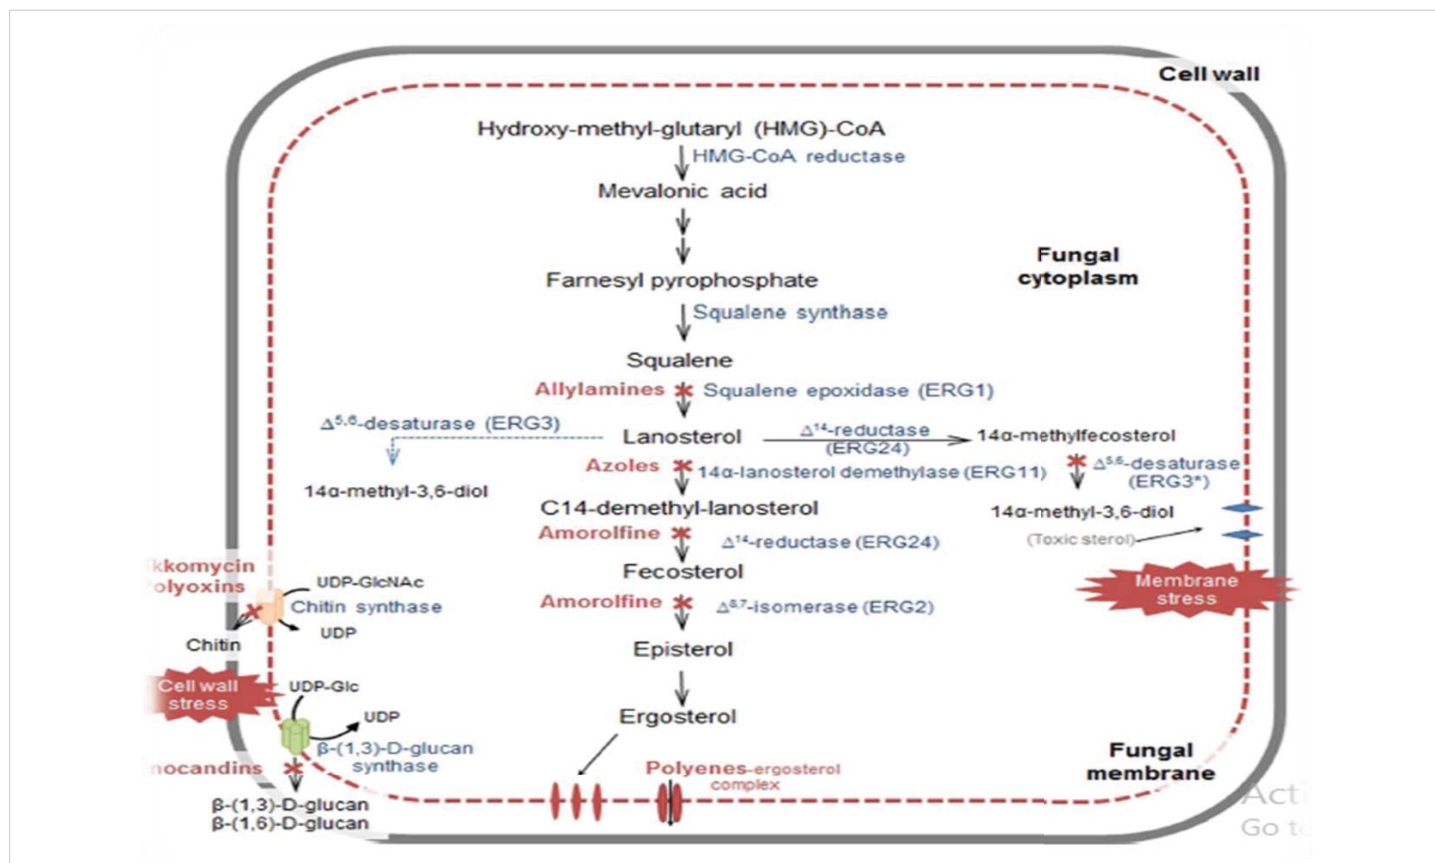 Cell wall
Hydroxy-methyl-glutaryl (HMG)-CoA
HMG-CoA reductase
Mevalonic acid
Fungal
cytoplasm
Farnesyl pyrophosphate
Squalene synthase
Squalene
Allylamines
Squalene epoxidase (ERG1)
Δ5,6-desaturase (ERG3)
Lanosterol
Δ14-reductase
(ERG24)
14α-methylfecosterol
Azoles
14α-lanosterol demethylase (ERG11)
Δ5,6-desaturase
(ERG3*)
14α-methyl-3,6-diol
C14-demethyl-lanosterol
14α-methyl-3,6-diol
(Toxic sterol)
Amorolfine
Δ14-reductase (ERG24)
Fecosterol
Membrane
stress
Amorolfine
Δ8,7-isomerase (ERG2)
kkomycin
olyoxins
UDP-GlcNAc
Chitin synthase
UDP
Chitin
Episterol
Cell wall
stress
UDP-Glc
UDP
Ergosterol
β-(1,3)-D-glucan
synthase
nocandins
Polyenes-ergosterol
complex
Fungal
membrane
β-(1,3)-D-glucan
β-(1,6)-D-glucan
Acti
Go t